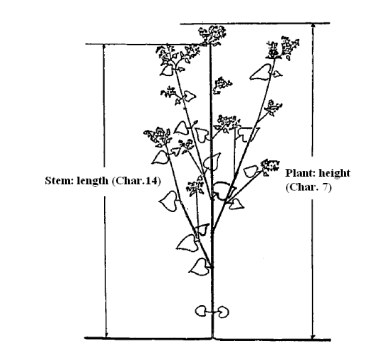 Stem: length (Char.14)
Plant: height
(Char. 7)